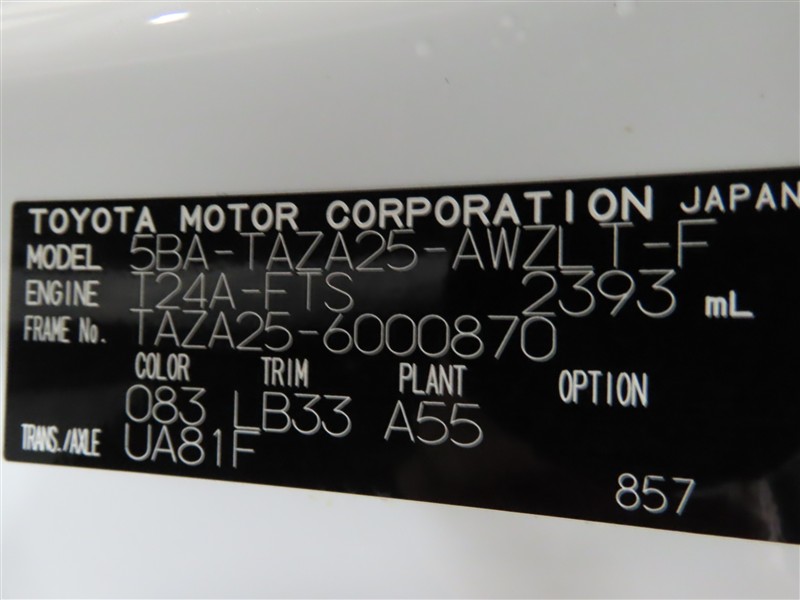 TOYOTA MOTOR CORPORATION JAPAN
MODEL 5BA-TAZA25-AWZLT-F
ENGINE T24A-FTS 2393 mL
FRAME No. TAZA25-6000870
COLOR TRIM PLANT OPTION
083 LB33 A55
TRANS./AXLE UA81F
857